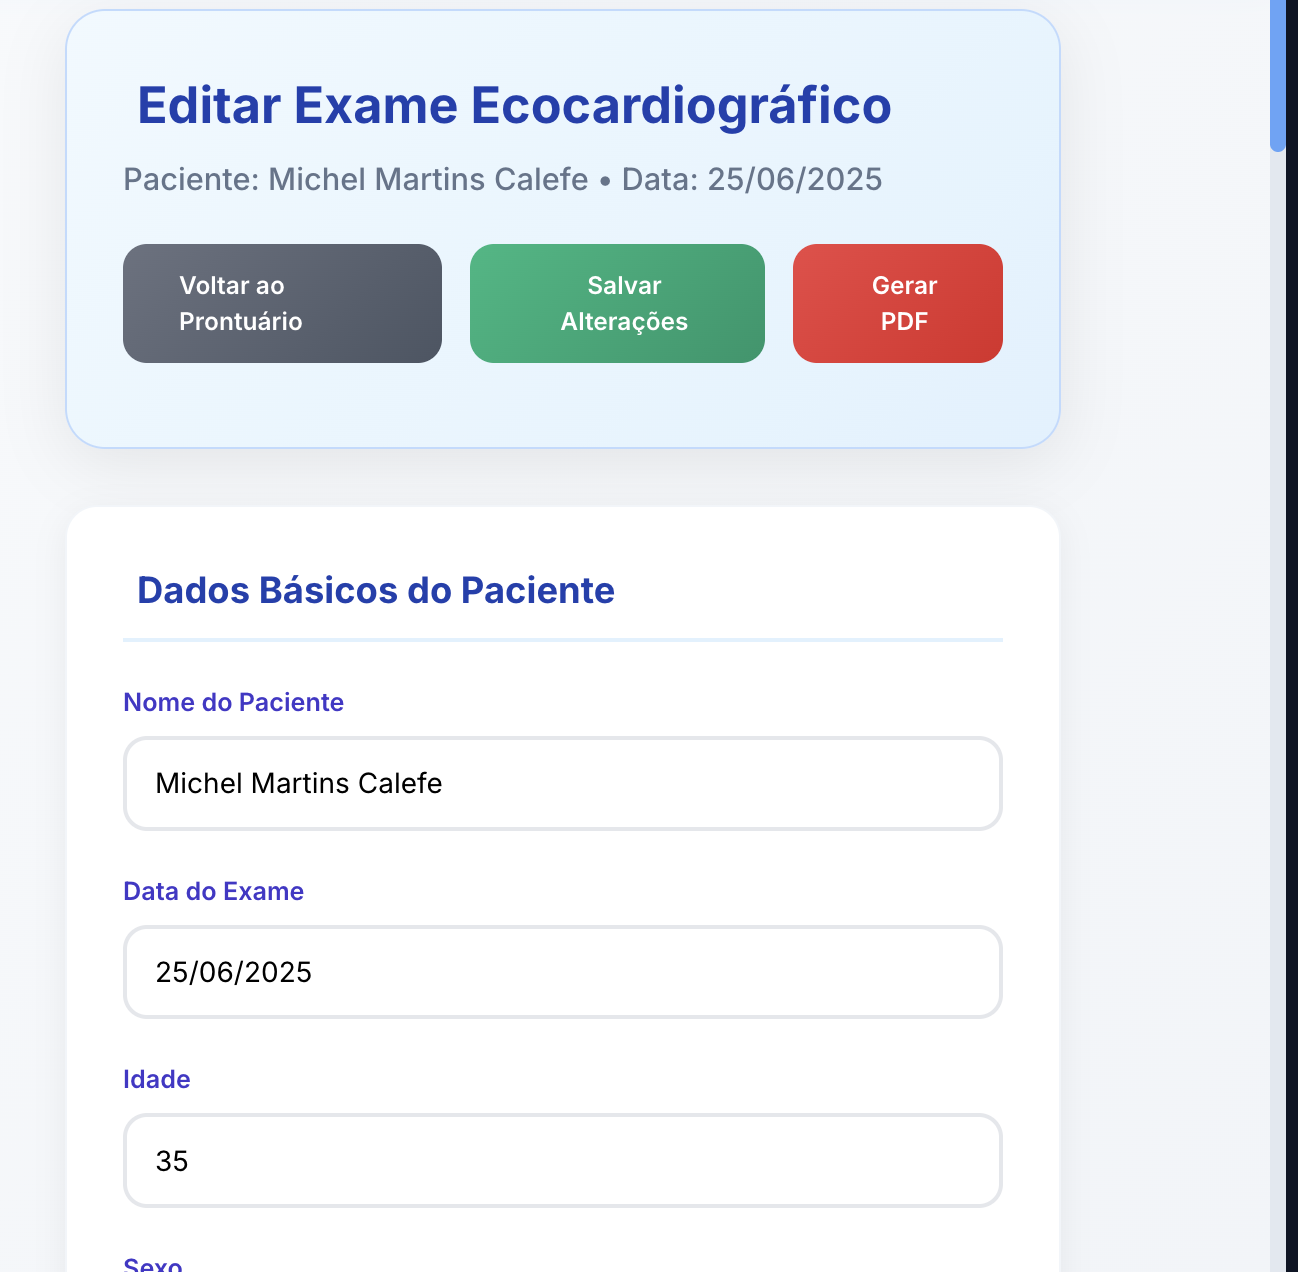 Editar Exame Ecocardiográfico
Paciente: Michel Martins Calefe • Data: 25/06/2025
Voltar ao
Prontuário
Salvar
Alterações
Gerar
PDF
Dados Básicos do Paciente
Nome do Paciente
Michel Martins Calefe
Data do Exame
25/06/2025
Idade
35
Sexo